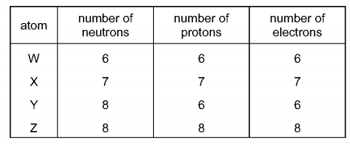 atom number of neutrons number of protons number of electrons
W 6 6 6
X 7 7 7
Y 8 6 6
Z 8 8 8